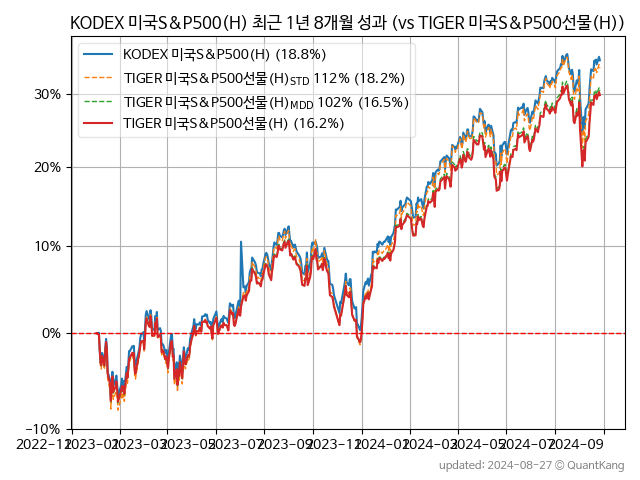 KODEX 미국S&P500(H) 최근 1년 8개월 성과 (vs TIGER 미국S&P500선물(H))
KODEX 미국S&P500(H) (18.8%)
TIGER 미국S&P500선물(H)STD 112% (18.2%)
TIGER 미국S&P500선물(H)MDD 102% (16.5%)
TIGER 미국S&P500선물(H) (16.2%)
30%
20%
10%
0%
-10%
2022-11 2023-01 2023-03 2023-05 2023-07 2023-09 2023-11 2024-01 2024-03 2024-05 2024-07 2024-09
updated: 2024-08-27 © QuantKang